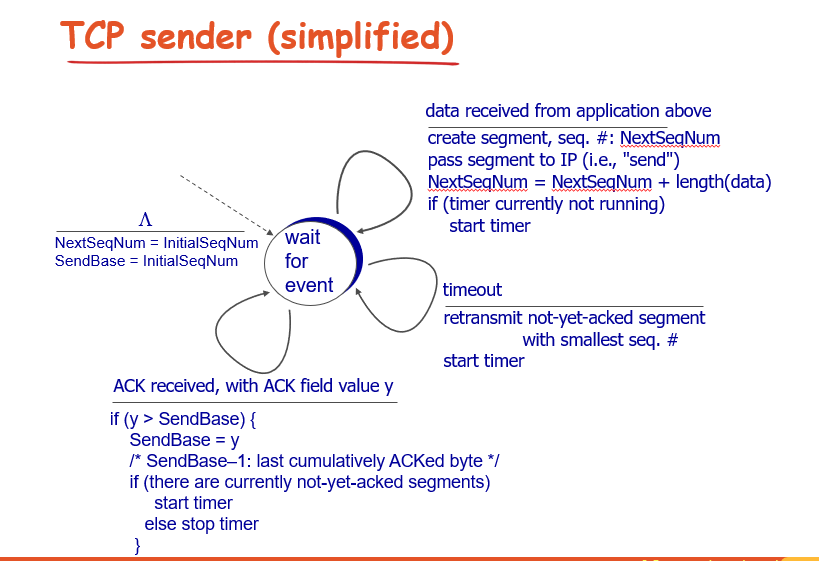 TCP sender (simplified)
data received from application above
create segment, seq. #: NextSeqNum
pass segment to IP (i.e., "send")
NextSeqNum = NextSeqNum + length(data)
if (timer currently not running)
start timer
Λ
NextSeqNum = InitialSeqNum
SendBase = InitialSeqNum
wait
for
event
timeout
retransmit not-yet-acked segment
with smallest seq. #
start timer
ACK received, with ACK field value y
if (y > SendBase) {
SendBase = y
/* SendBase–1: last cumulatively ACKed byte */
if (there are currently not-yet-acked segments)
start timer
else stop timer
}